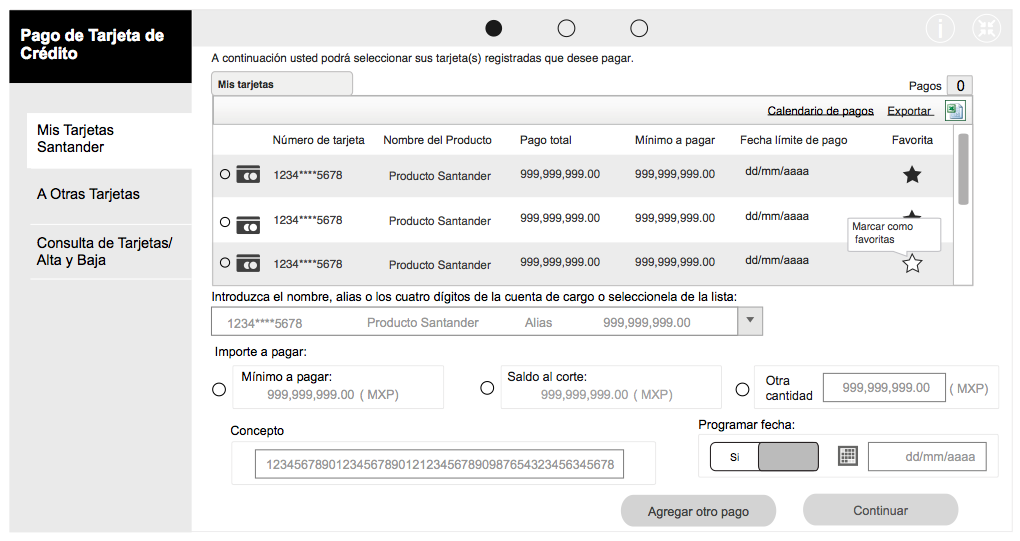 Pago de Tarjeta de
Crédito
Mis Tarjetas
Santander
A Otras Tarjetas
Consulta de Tarjetas/
Alta y Baja
i
A continuación usted podrá seleccionar sus tarjeta(s) registradas que desee pagar.
Mis tarjetas
Pagos 0
Calendario de pagos Exportar
Número de tarjeta Nombre del Producto Pago total Mínimo a pagar Fecha límite de pago Favorita
1234****5678 Producto Santander 999,999,999.00 999,999,999.00 dd/mm/aaaa
1234****5678 Producto Santander 999,999,999.00 999,999,999.00 dd/mm/aaaa
Marcar como
favoritas
1234****5678 Producto Santander 999,999,999.00 999,999,999.00 dd/mm/aaaa
Introduzca el nombre, alias o los cuatro dígitos de la cuenta de cargo o seleccionela de la lista:
1234****5678 Producto Santander Alias 999,999,999.00
Importe a pagar:
Mínimo a pagar:
999,999,999.00 ( MXP)
Saldo al corte:
999,999,999.00 ( MXP)
Otra
cantidad
999,999,999.00 ( MXP)
Concepto
1234567890123456789012123456789098765432345634​5678
Programar fecha:
Si
dd/mm/aaaa
Agregar otro pago Continuar